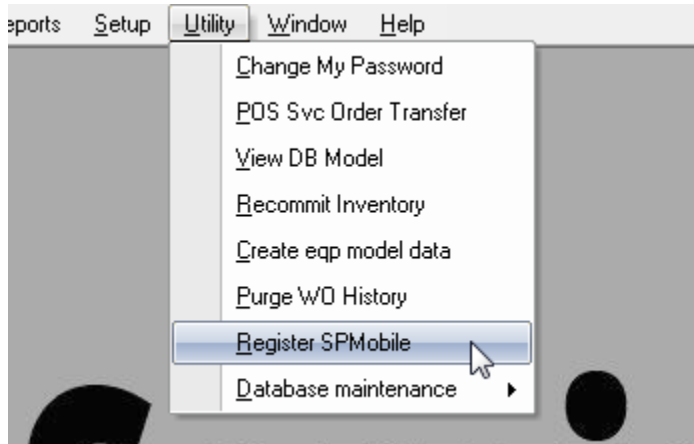 eports Setup Utility Window Help
Change My Password
POS Svc Order Transfer
View DB Model
Recommit Inventory
Create eqp model data
Purge WO History
Register SPMobile
Database maintenance